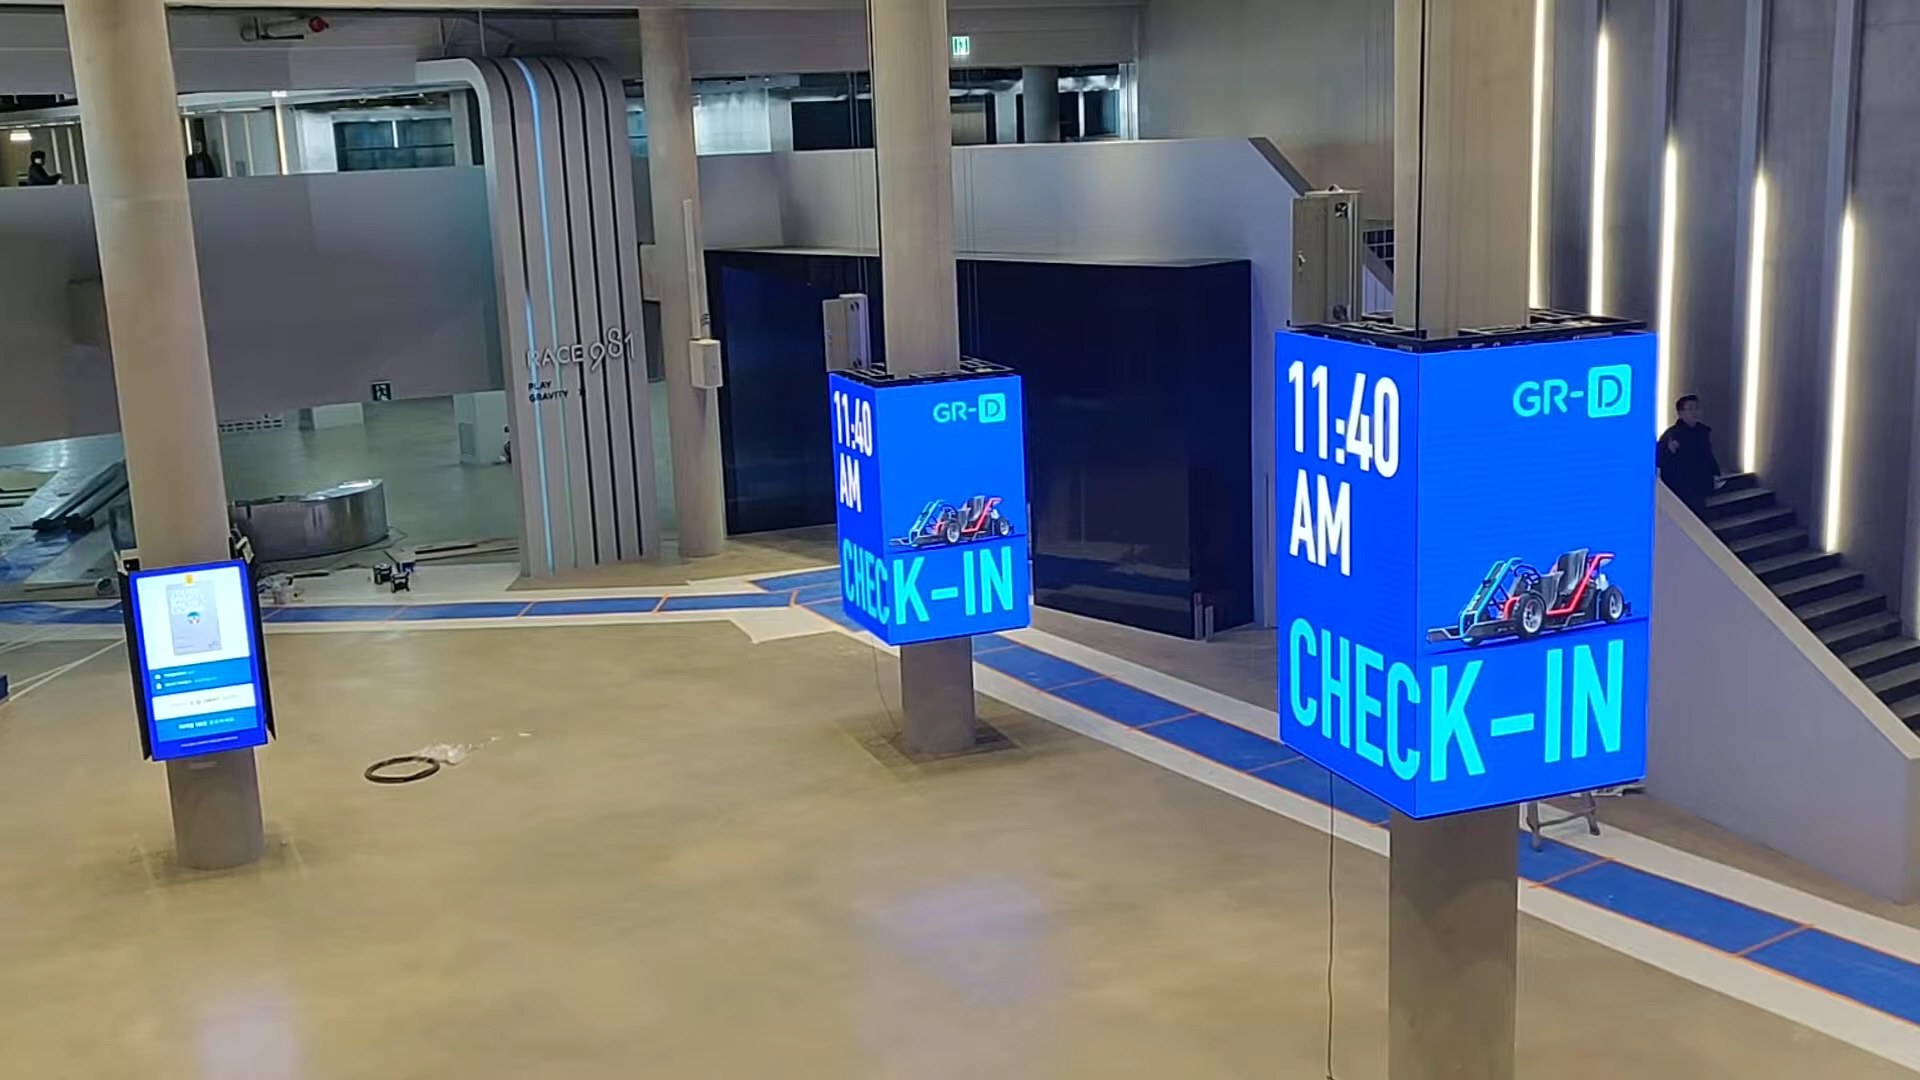 RACE 981
PLAY
GRAVITY
11:40
AM
GR-D
CHECK-IN
11:40
AM
GR-D
CHECK-IN